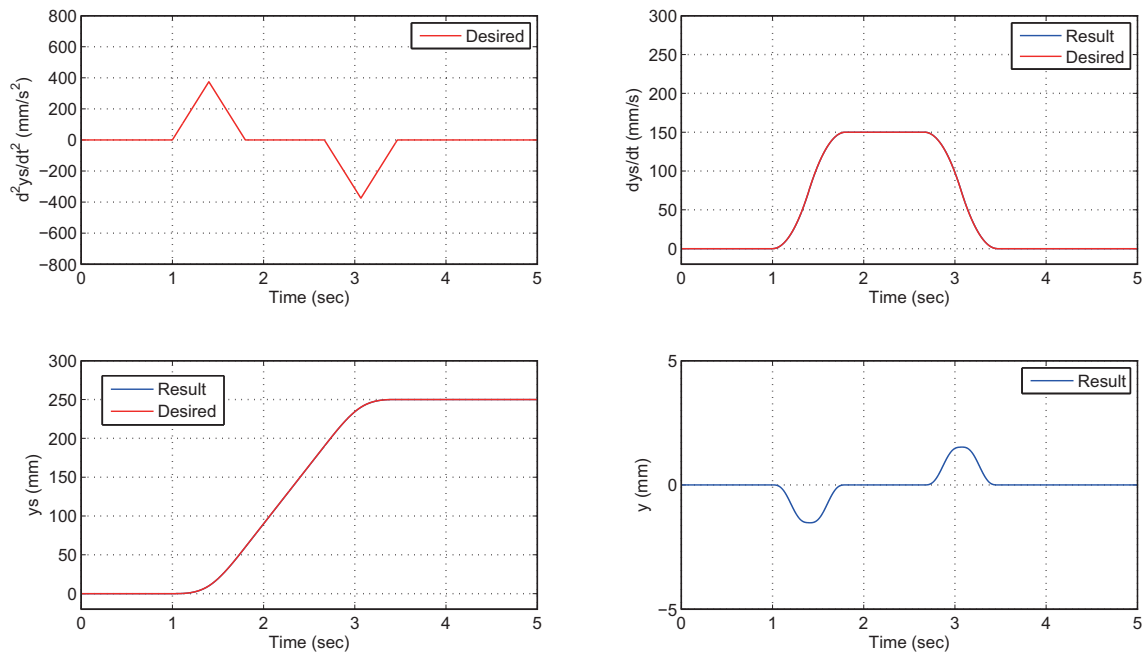 800
600
400
200
0
−200
−400
−600
−800
0 1 2 3 4 5
Time (sec)
d²ys/dt² (mm/s²)
Desired
300
250
200
150
100
50
0
0 1 2 3 4 5
Time (sec)
dys/dt (mm/s)
Result
Desired
300
250
200
150
100
50
0
0 1 2 3 4 5
Time (sec)
ys (mm)
Result
Desired
5
0
−5
0 1 2 3 4 5
Time (sec)
y (mm)
Result